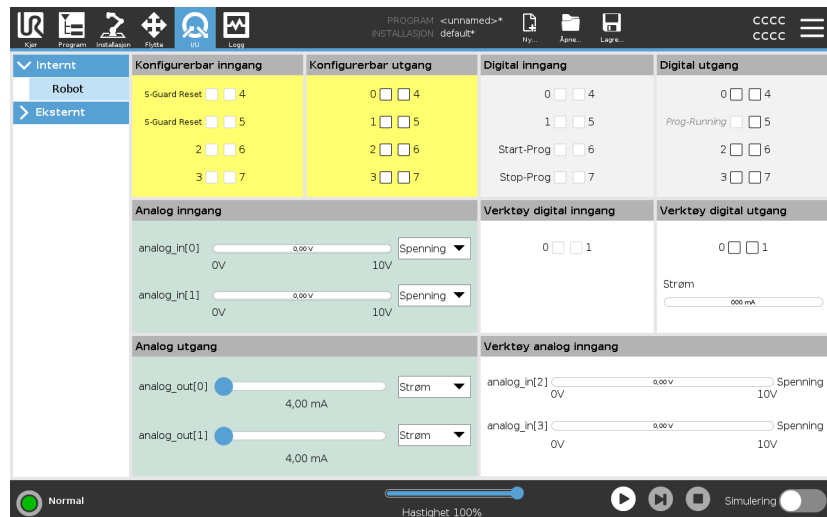 UR
PROGRAM <unnamed>*
INSTALLASJON default*
CCCC
CCCC
Kjør Program Installasjon Flytte I/U Logg
Ny... Åpne... Lagre...
Internt
Robot
Eksternt
Konfigurerbar inngang
S-Guard Reset 4
S-Guard Reset 5
2 6
3 7
Konfigurerbar utgang
0 4
1 5
2 6
3 7
Digital inngang
0 4
1 5
Start-Prog 6
Stop-Prog 7
Digital utgang
0 4
Prog-Running 5
2 6
3 7
Analog inngang
analog_in[0] 0,00 V Spenning
0V 10V
analog_in[1] 0,00 V Spenning
0V 10V
Verktøy digital inngang
0 1
Verktøy digital utgang
0 1
Strøm
000 mA
Analog utgang
analog_out[0] Strøm
4,00 mA
analog_out[1] Strøm
4,00 mA
Verktøy analog inngang
analog_in[2] 0,00 V Spenning
0V 10V
analog_in[3] 0,00 V Spenning
0V 10V
Normal
Hastighet 100%
Simulering